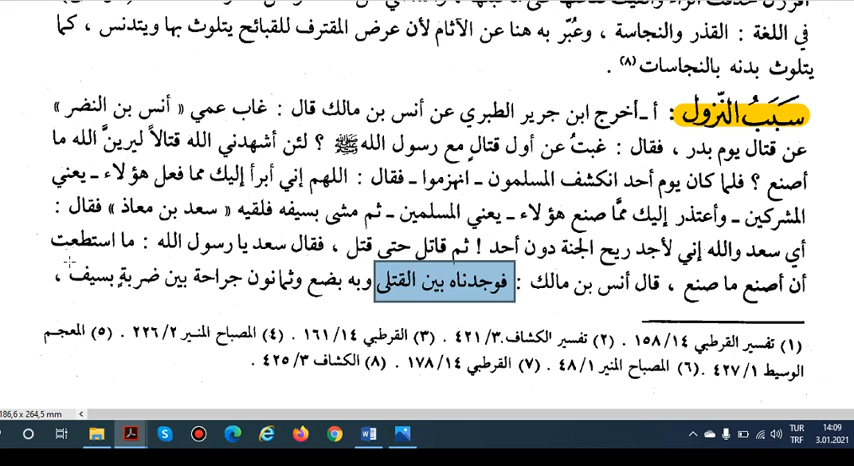 في اللغة : القذر والنجاسة ، وعُبّر به هنا عن الآثام لأن عرض المقترف للقبائح يتلوث بها ويتدنس ، كما
يتلوث بدنه بالنجاسات (٨) .
سَبَبُ النّزول : أ ـ أخرج ابن جرير الطبري عن أنس بن مالك قال : غاب عمي « أنس بن النضر »
عن قتال يوم بدر ، فقال : غبتُ عن أول قتالٍ مع رسول الله ﷺ ؟ لئن أشهدني الله قتالاً ليرينَّ الله ما
أصنع ؟ فلما كان يوم أحد انكشف المسلمون ـ انهزموا ـ فقال : اللهم إني أبرأ إليك مما فعل هؤلاء ـ يعني
المشركين ـ وأعتذر إليك ممَّا صنع هؤلاء ـ يعني المسلمين ـ ثم مشى بسيفه فلقيه « سعد بن معاذ » فقال :
أي سعد والله إني لأجد ريح الجنة دون أحد ! ثم قاتل حتى قتل ، فقال سعد يا رسول الله : ما استطعت
أن أصنع ما صنع ، قال أنس بن مالك : فوجدناه بين القتلى وبه بضع وثمانون جراحة بين ضربةٍ بسيف ،
(١) تفسير القرطبي ١٤/‏١٥٨ . (٢) تفسير الكشاف ٣/‏٤٢١ . (٣) القرطبي ١٤/‏١٦١ . (٤) المصباح المنير ٢/‏٢٢٦ . (٥) المعجم
الوسيط ١/‏٤٢٧ . (٦) المصباح المنير ١/‏٤٨ . (٧) القرطبي ١٤/‏١٧٨ . (٨) الكشاف ٣/‏٤٢٥ .
186,6 x 264,5 mm
TUR 14:09
TRF 3.01.2021